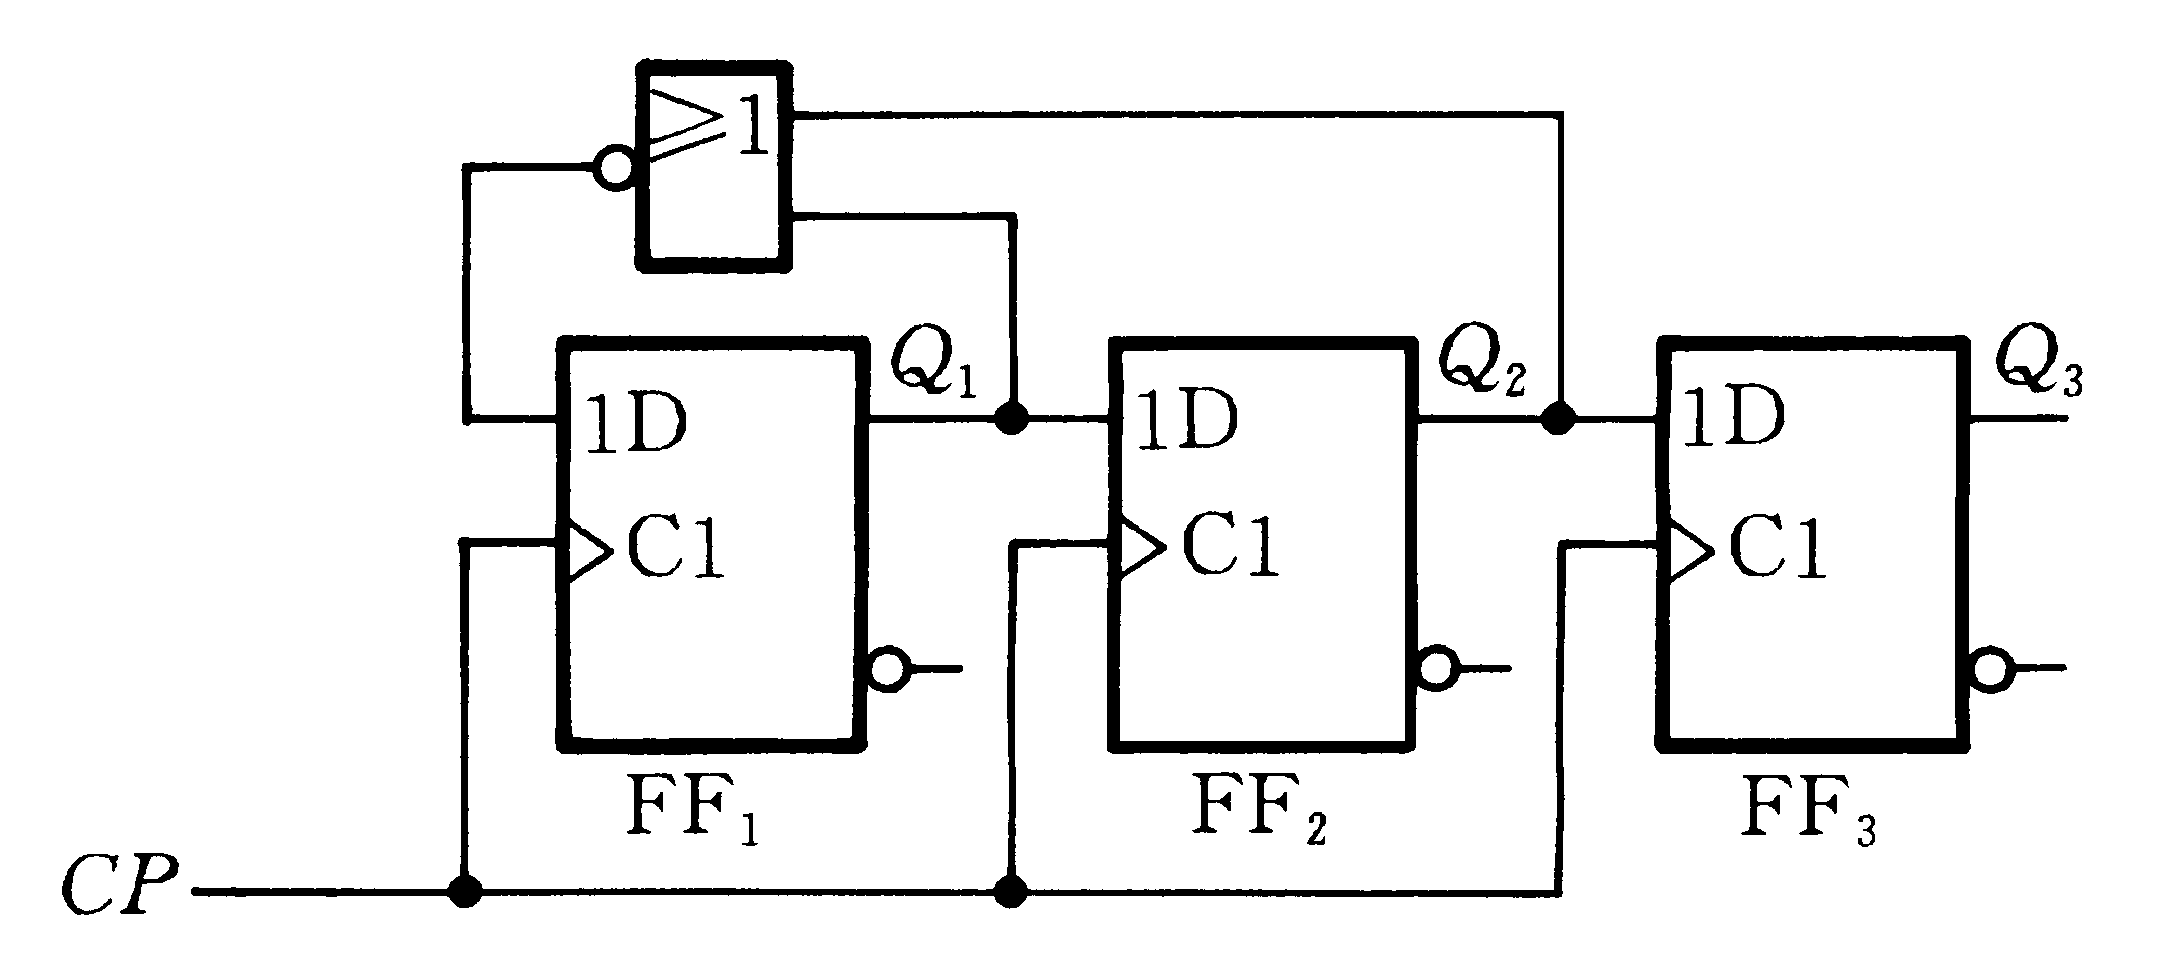 ≥1
Q₁ Q₂ Q₃
1D 1D 1D
C1 C1 C1
FF₁ FF₂ FF₃
CP